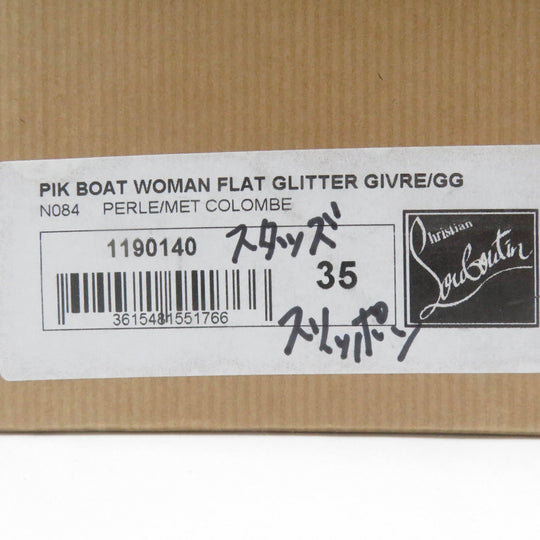 PIK BOAT WOMAN FLAT GLITTER GIVRE/GG
N084 PERLE/MET COLOMBE
1190140
スタッズ
35
3615481551766
スリッポン
Christian
Louboutin